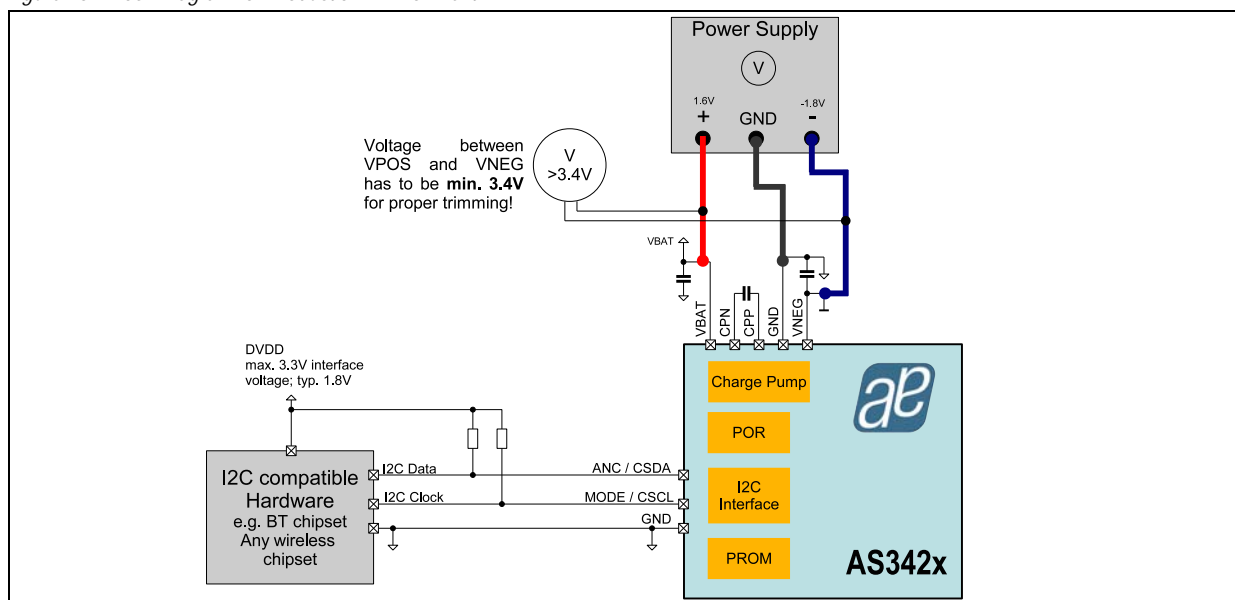 Power Supply
V
1.6V
-1.8V
+
GND
-
Voltage between
VPOS and VNEG
has to be min. 3.4V
for proper trimming!
V
>3.4V
VBAT
VBAT
CPN
CPP
GND
VNEG
DVDD
max. 3.3V interface
voltage; typ. 1.8V
Charge Pump
POR
I2C compatible
Hardware
e.g. BT chipset
Any wireless
chipset
I2C Data
ANC / CSDA
I2C Clock
MODE / CSCL
GND
I2C
Interface
PROM
AS342x